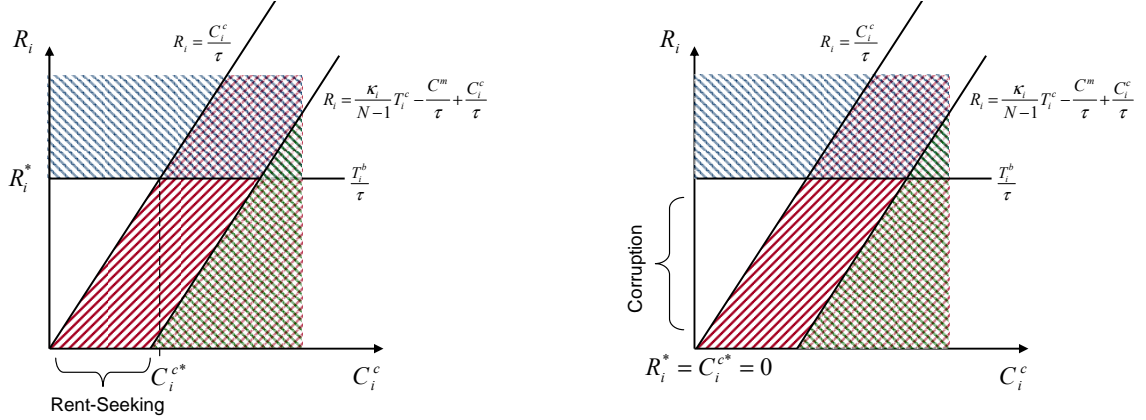 R_i
R_i = C_i^c / τ
R_i = κ_i / (N−1) T_i^c − C^m / τ + C_i^c / τ
R_i^*
T_i^b / τ
C_i^{c*}
C_i^c
Rent-Seeking
R_i
R_i = C_i^c / τ
R_i = κ_i / (N−1) T_i^c − C^m / τ + C_i^c / τ
T_i^b / τ
Corruption
R_i^* = C_i^{c*} = 0
C_i^c